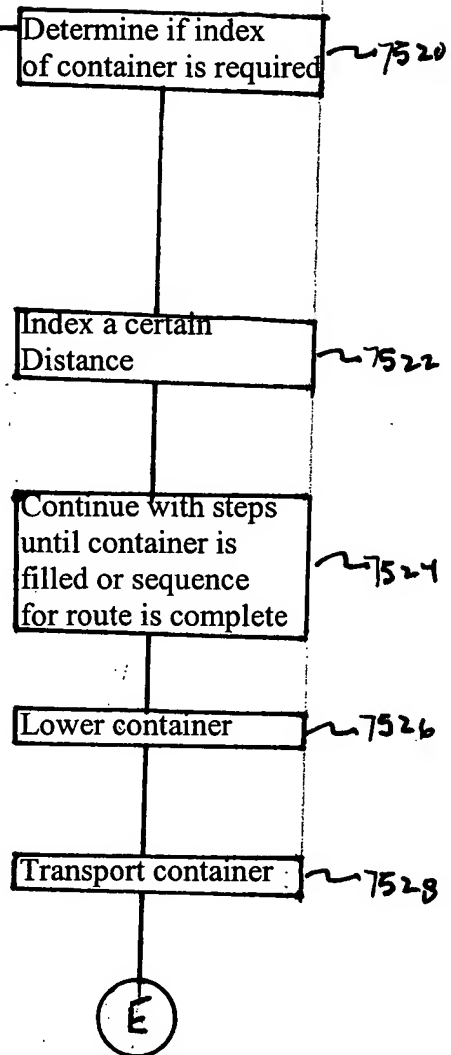 Determine if index
of container is required
7520
Index a certain
Distance
7522
Continue with steps
until container is
filled or sequence
for route is complete
7524
Lower container
7526
Transport container
7528
E